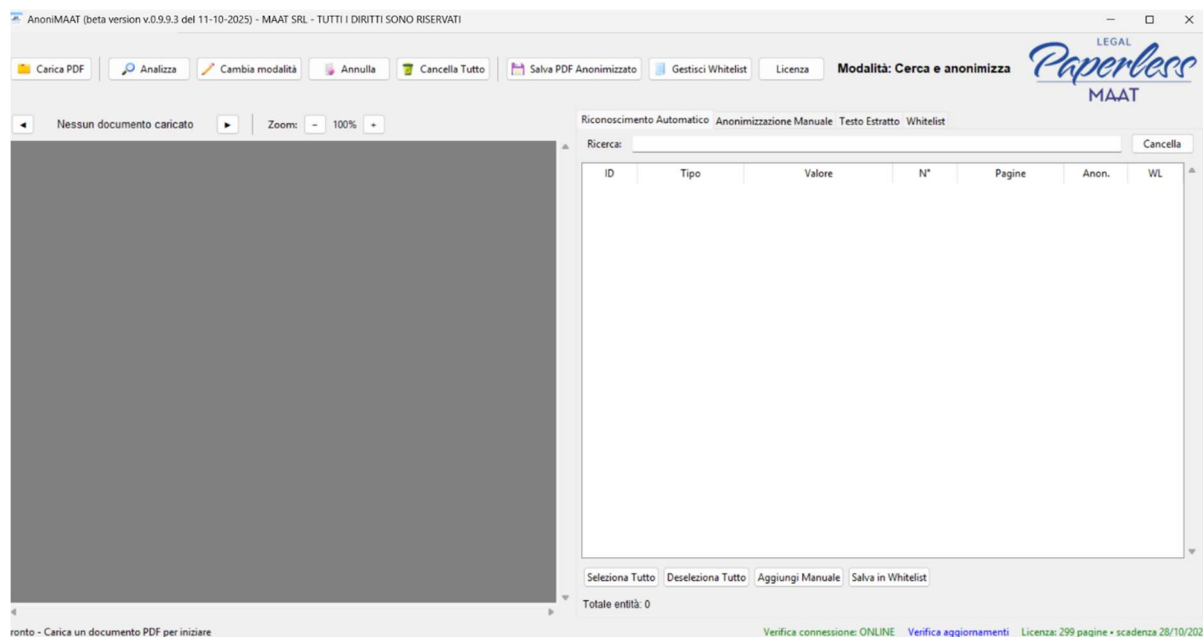 AnoniMAAT (beta version v.0.9.9.3 del 11-10-2025) - MAAT SRL - TUTTI I DIRITTI SONO RISERVATI
Carica PDF Analizza Cambia modalità Annulla Cancella Tutto Salva PDF Anonimizzato Gestisci Whitelist Licenza Modalità: Cerca e anonimizza
LEGAL
Paperless
MAAT
Nessun documento caricato Zoom: - 100% +
Riconoscimento Automatico Anonimizzazione Manuale Testo Estratto Whitelist
Ricerca: Cancella
ID Tipo Valore N° Pagine Anon. WL
Seleziona Tutto Deseleziona Tutto Aggiungi Manuale Salva in Whitelist
Totale entità: 0
ronto - Carica un documento PDF per iniziare Verifica connessione: ONLINE Verifica aggiornamenti Licenza: 299 pagine • scadenza 28/10/202